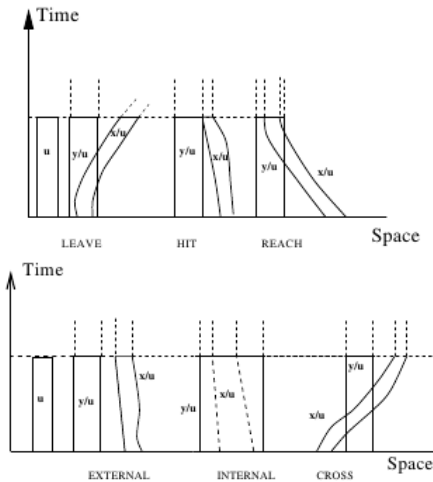 Time
u
y/u
x/u
y/u
x/u
y/u
x/u
LEAVE HIT REACH
Space
Time
u
y/u
x/u
y/u
x/u
x/u
y/u
Space
EXTERNAL INTERNAL CROSS